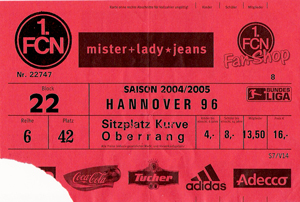 1.
FCN
mister+lady+jeans
1.
FCN
Fan-Shop
Nr. 22747
8
SAISON 2004/2005
Block
22
HANNOVER 96
BUNDESLIGA
Reihe Platz
6 42
Sitzplatz Kurve
Oberrang
4,- 8,- 13,50 16,-
57/V14
Coca-Cola
Tucher
adidas
Adecco